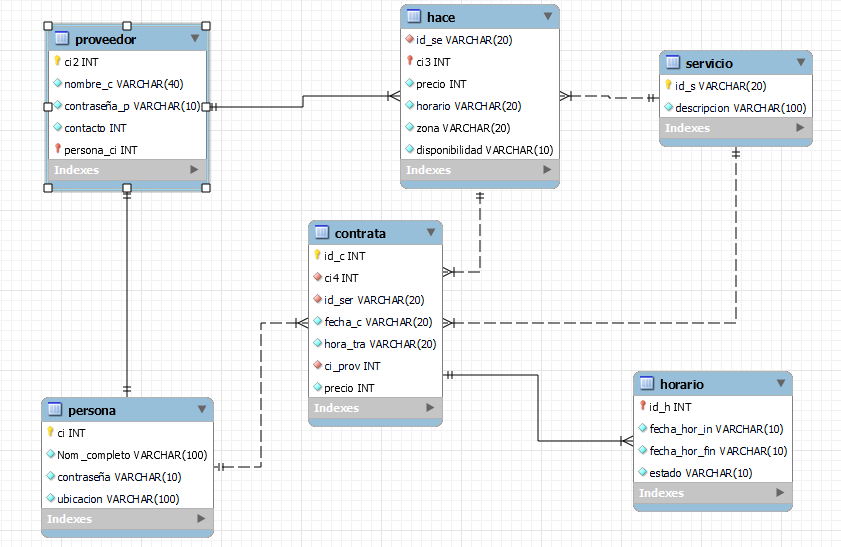 proveedor
ci2 INT
nombre_c VARCHAR(40)
contraseña_p VARCHAR(10)
contacto INT
persona_ci INT
Indexes
hace
id_se VARCHAR(20)
ci3 INT
precio INT
horario VARCHAR(20)
zona VARCHAR(20)
disponibilidad VARCHAR(10)
Indexes
servicio
id_s VARCHAR(20)
descripcion VARCHAR(100)
Indexes
contrata
id_c INT
ci4 INT
id_ser VARCHAR(20)
fecha_c VARCHAR(20)
hora_tra VARCHAR(20)
ci_prov INT
precio INT
Indexes
persona
ci INT
Nom_completo VARCHAR(100)
contraseña VARCHAR(10)
ubicacion VARCHAR(100)
Indexes
horario
id_h INT
fecha_hor_in VARCHAR(10)
fecha_hor_fin VARCHAR(10)
estado VARCHAR(10)
Indexes